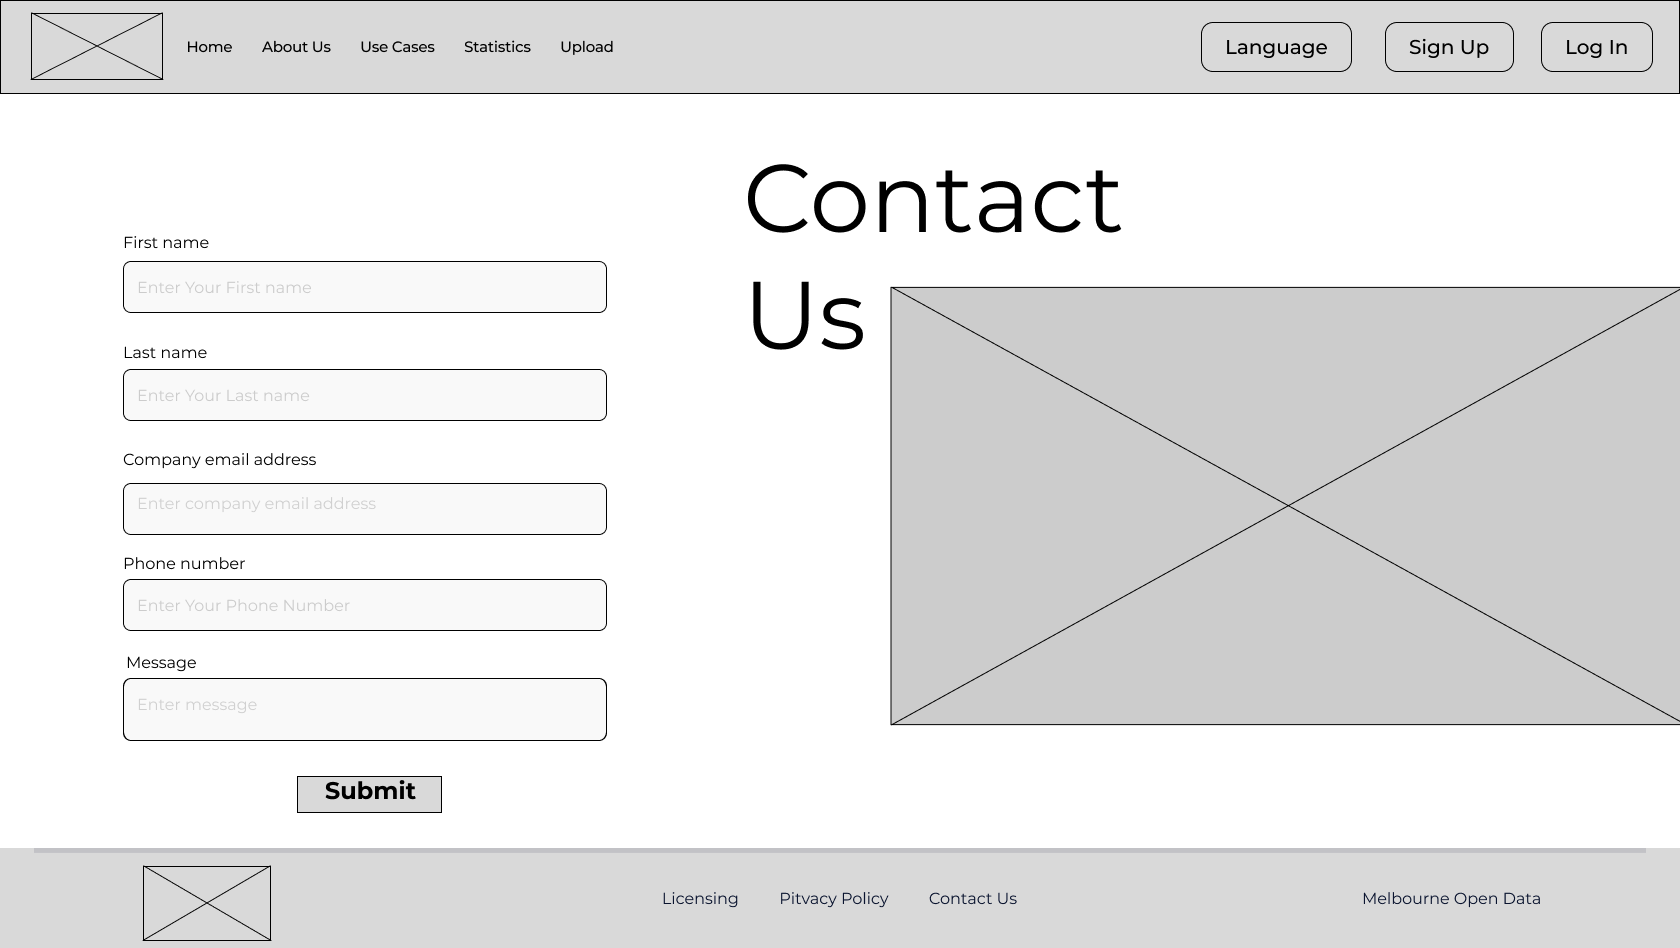 Home About Us Use Cases Statistics Upload Language Sign Up Log In
Contact
Us
First name
Enter Your First name
Last name
Enter Your Last name
Company email address
Enter company email address
Phone number
Enter Your Phone Number
Message
Enter message
Submit
Licensing Pitvacy Policy Contact Us Melbourne Open Data